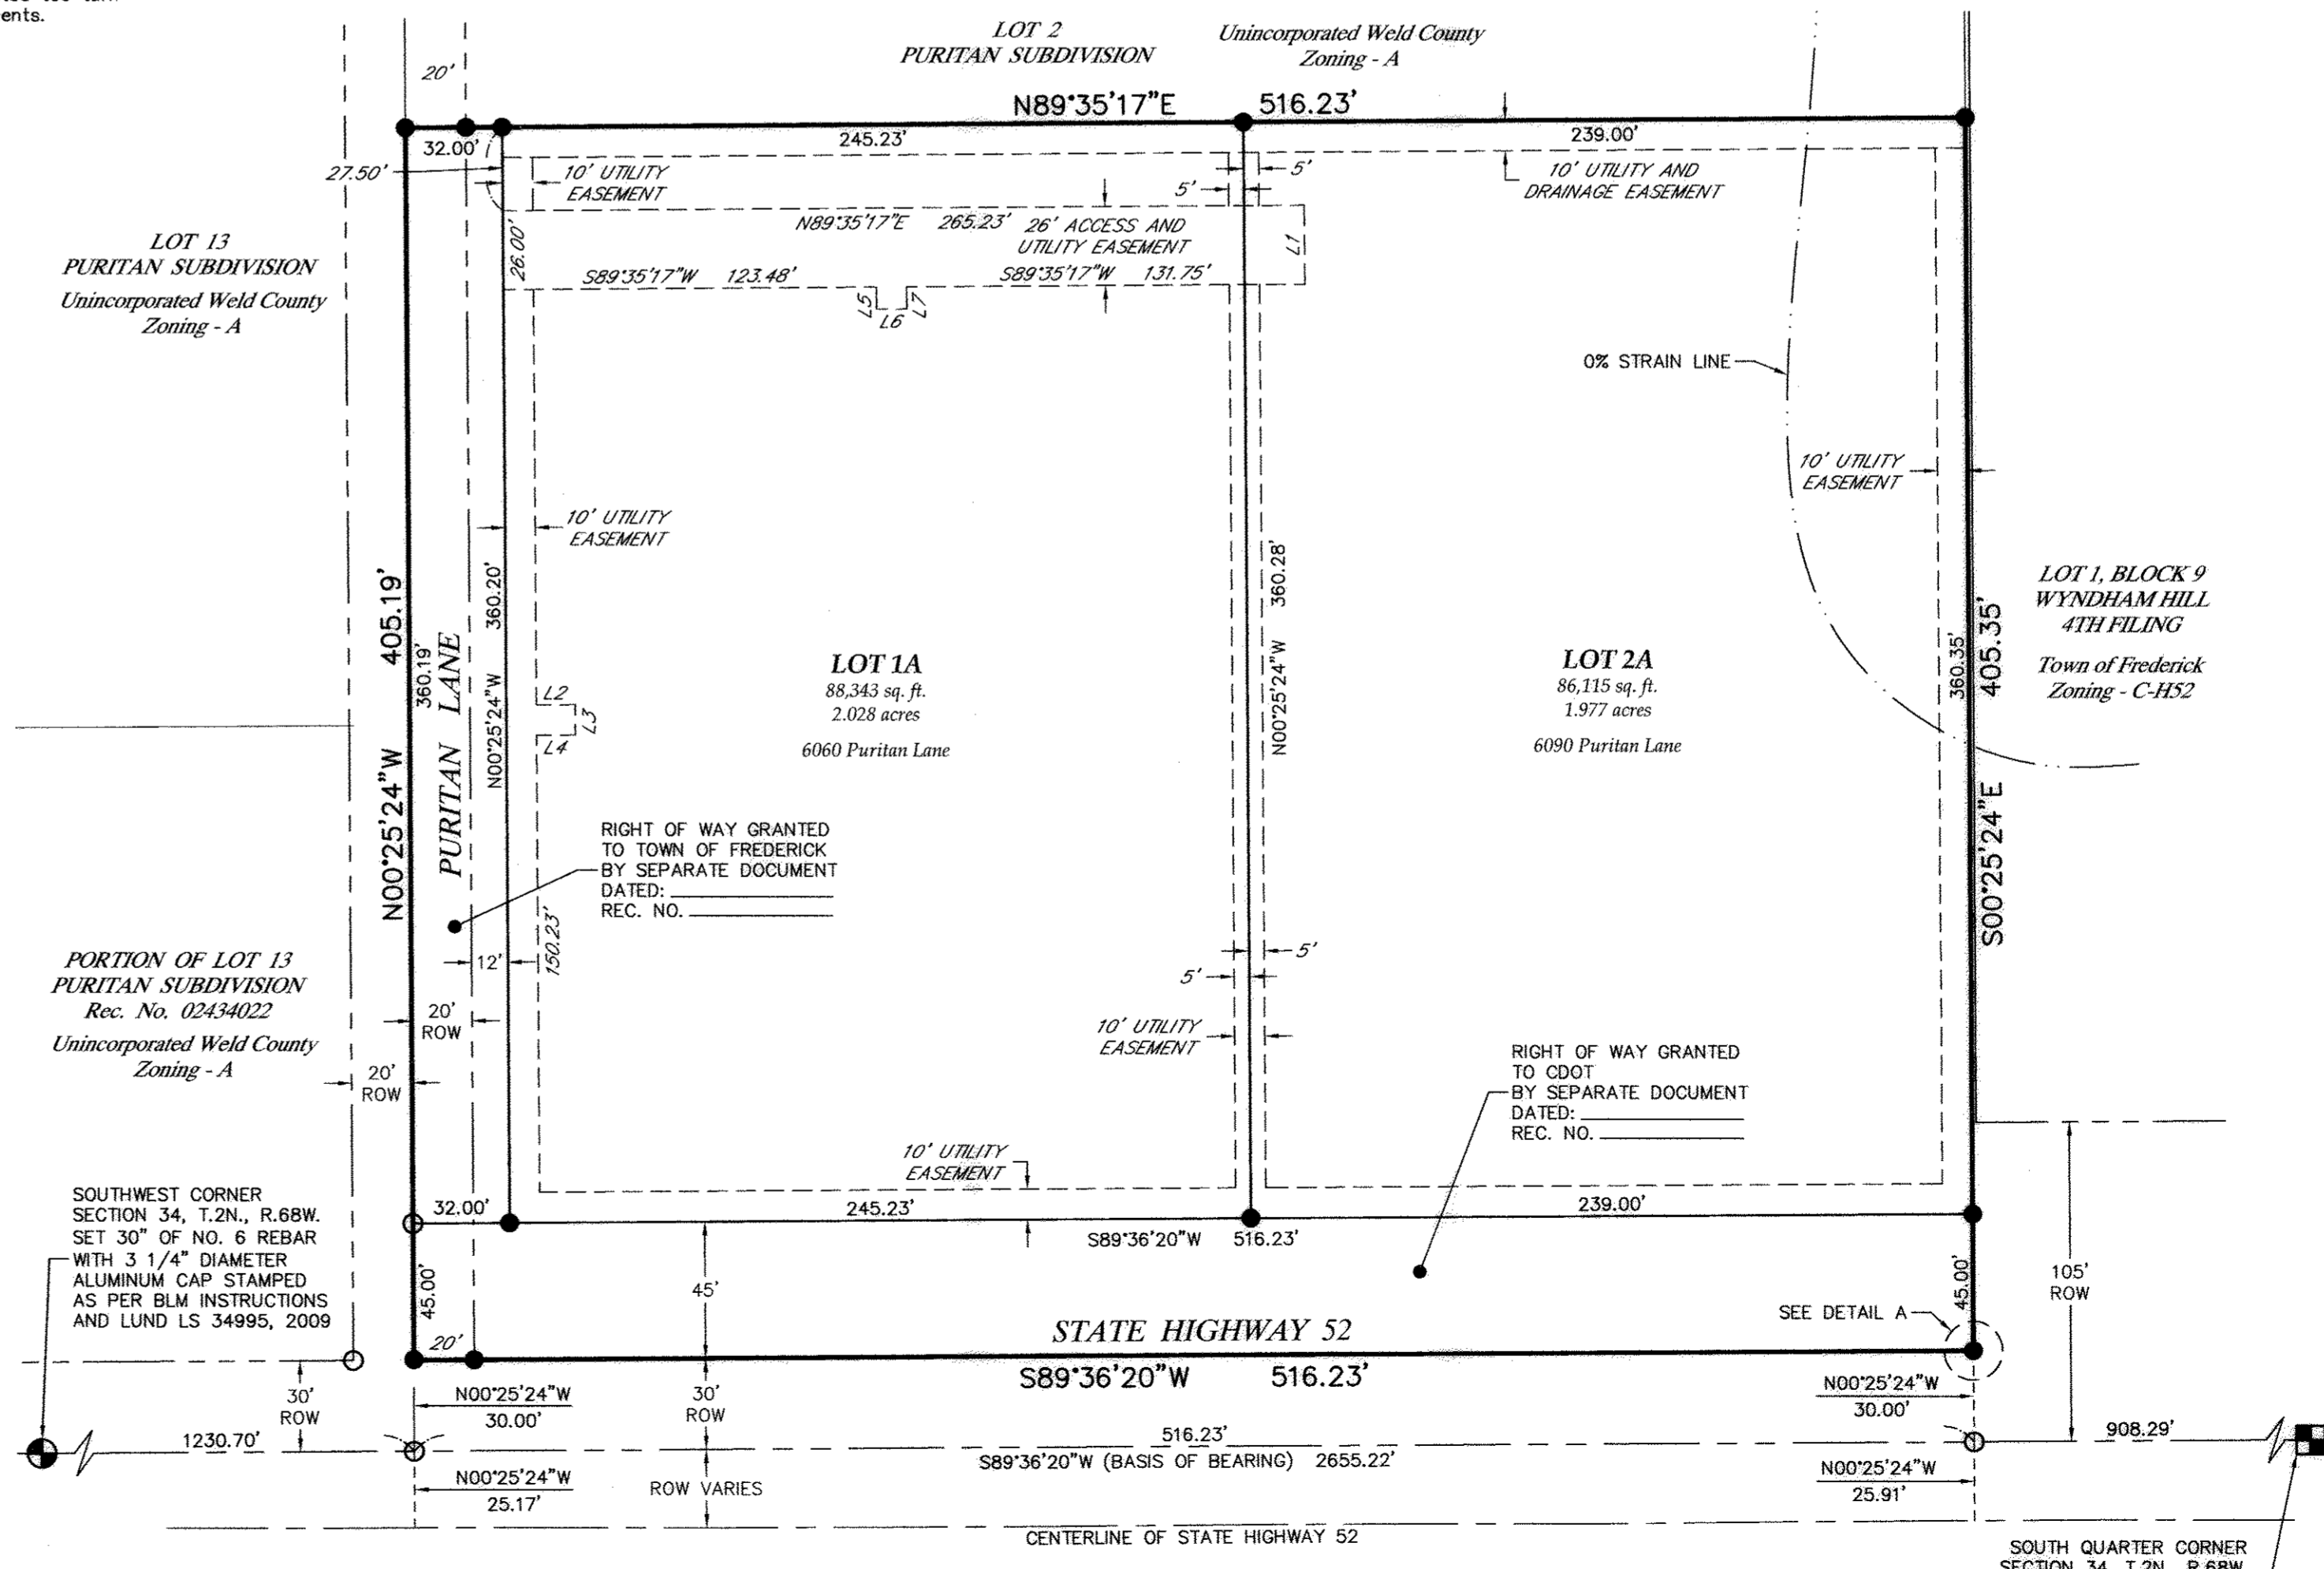 ents.
20'
LOT 2
PURITAN SUBDIVISION
Unincorporated Weld County
Zoning - A
N89°35'17"E 516.23'
32.00'
245.23'
239.00'
27.50'
10' UTILITY
EASEMENT
5'
5'
10' UTILITY AND
DRAINAGE EASEMENT
N89°35'17"E 265.23'
26' ACCESS AND
UTILITY EASEMENT
L1
26.00'
S89°35'17"W 123.48'
S89°35'17"W 131.75'
L5
L6
L7
LOT 13
PURITAN SUBDIVISION
Unincorporated Weld County
Zoning - A
0% STRAIN LINE
10' UTILITY
EASEMENT
10' UTILITY
EASEMENT
N00°25'24"W 405.19'
360.19'
PURITAN LANE
N00°25'24"W 360.20'
L2
L3
L4
LOT 1A
88,343 sq. ft.
2.028 acres
6060 Puritan Lane
N00°25'24"W 360.28'
LOT 2A
86,115 sq. ft.
1.977 acres
6090 Puritan Lane
360.35'
S00°25'24"E 405.35'
LOT 1, BLOCK 9
WYNDHAM HILL
4TH FILING
Town of Frederick
Zoning - C-H52
RIGHT OF WAY GRANTED
TO TOWN OF FREDERICK
BY SEPARATE DOCUMENT
DATED:
REC. NO.
150.23'
12'
5'
5'
PORTION OF LOT 13
PURITAN SUBDIVISION
Rec. No. 02434022
Unincorporated Weld County
Zoning - A
20'
ROW
20'
ROW
10' UTILITY
EASEMENT
RIGHT OF WAY GRANTED
TO CDOT
BY SEPARATE DOCUMENT
DATED:
REC. NO.
10' UTILITY
EASEMENT
SOUTHWEST CORNER
SECTION 34, T.2N., R.68W.
SET 30" OF NO. 6 REBAR
WITH 3 1/4" DIAMETER
ALUMINUM CAP STAMPED
AS PER BLM INSTRUCTIONS
AND LUND LS 34995, 2009
32.00'
245.23'
239.00'
S89°36'20"W 516.23'
45.00'
45'
45.00'
105'
ROW
SEE DETAIL A
20'
STATE HIGHWAY 52
S89°36'20"W 516.23'
30'
ROW
N00°25'24"W
30.00'
30'
ROW
N00°25'24"W
30.00'
1230.70'
516.23'
908.29'
S89°36'20"W (BASIS OF BEARING) 2655.22'
N00°25'24"W
25.17'
ROW VARIES
N00°25'24"W
25.91'
CENTERLINE OF STATE HIGHWAY 52
SOUTH QUARTER CORNER
SECTION 34, T.2N., R.68W.